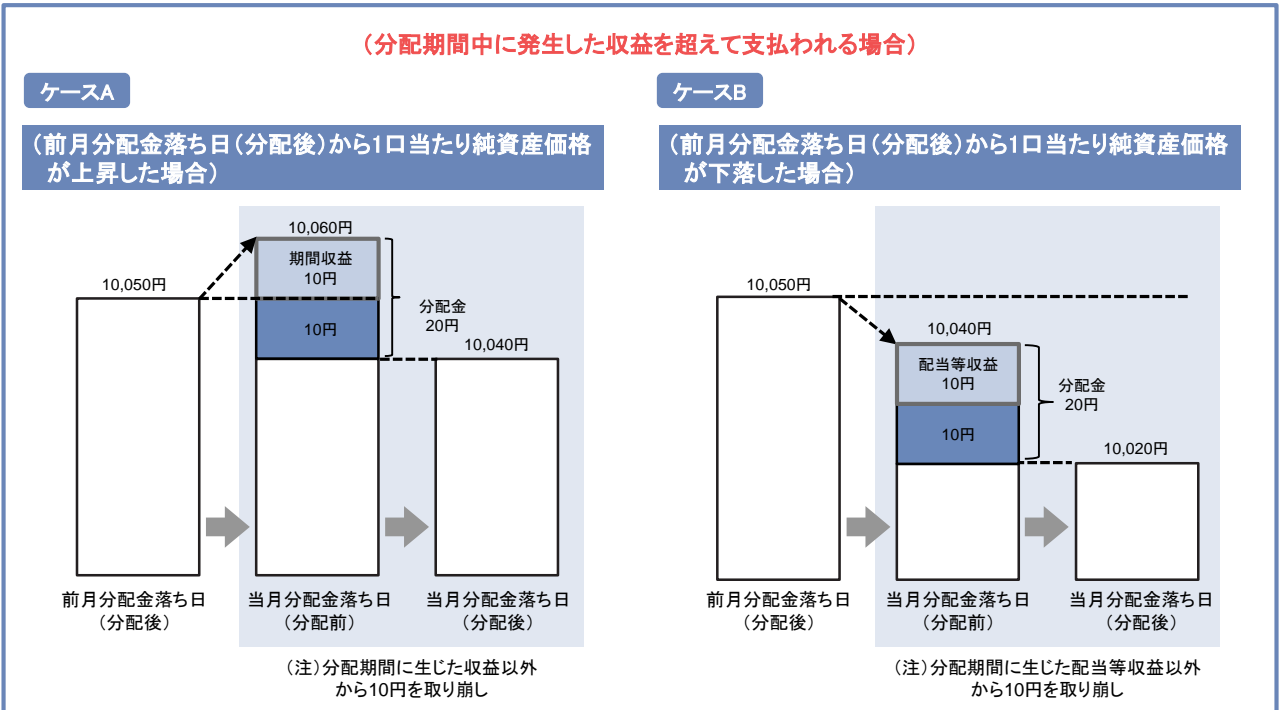 （分配期間中に発生した収益を超えて支払われる場合）
ケースA
（前月分配金落ち日（分配後）から1口当たり純資産価格
が上昇した場合）
10,060円
期間収益
10円
10,050円
分配金
20円
10円
10,040円
前月分配金落ち日
（分配後）
当月分配金落ち日
（分配前）
当月分配金落ち日
（分配後）
（注）分配期間に生じた収益以外
から10円を取り崩し
ケースB
（前月分配金落ち日（分配後）から1口当たり純資産価格
が下落した場合）
10,050円
10,040円
配当等収益
10円
分配金
20円
10円
10,020円
前月分配金落ち日
（分配後）
当月分配金落ち日
（分配前）
当月分配金落ち日
（分配後）
（注）分配期間に生じた配当等収益以外
から10円を取り崩し